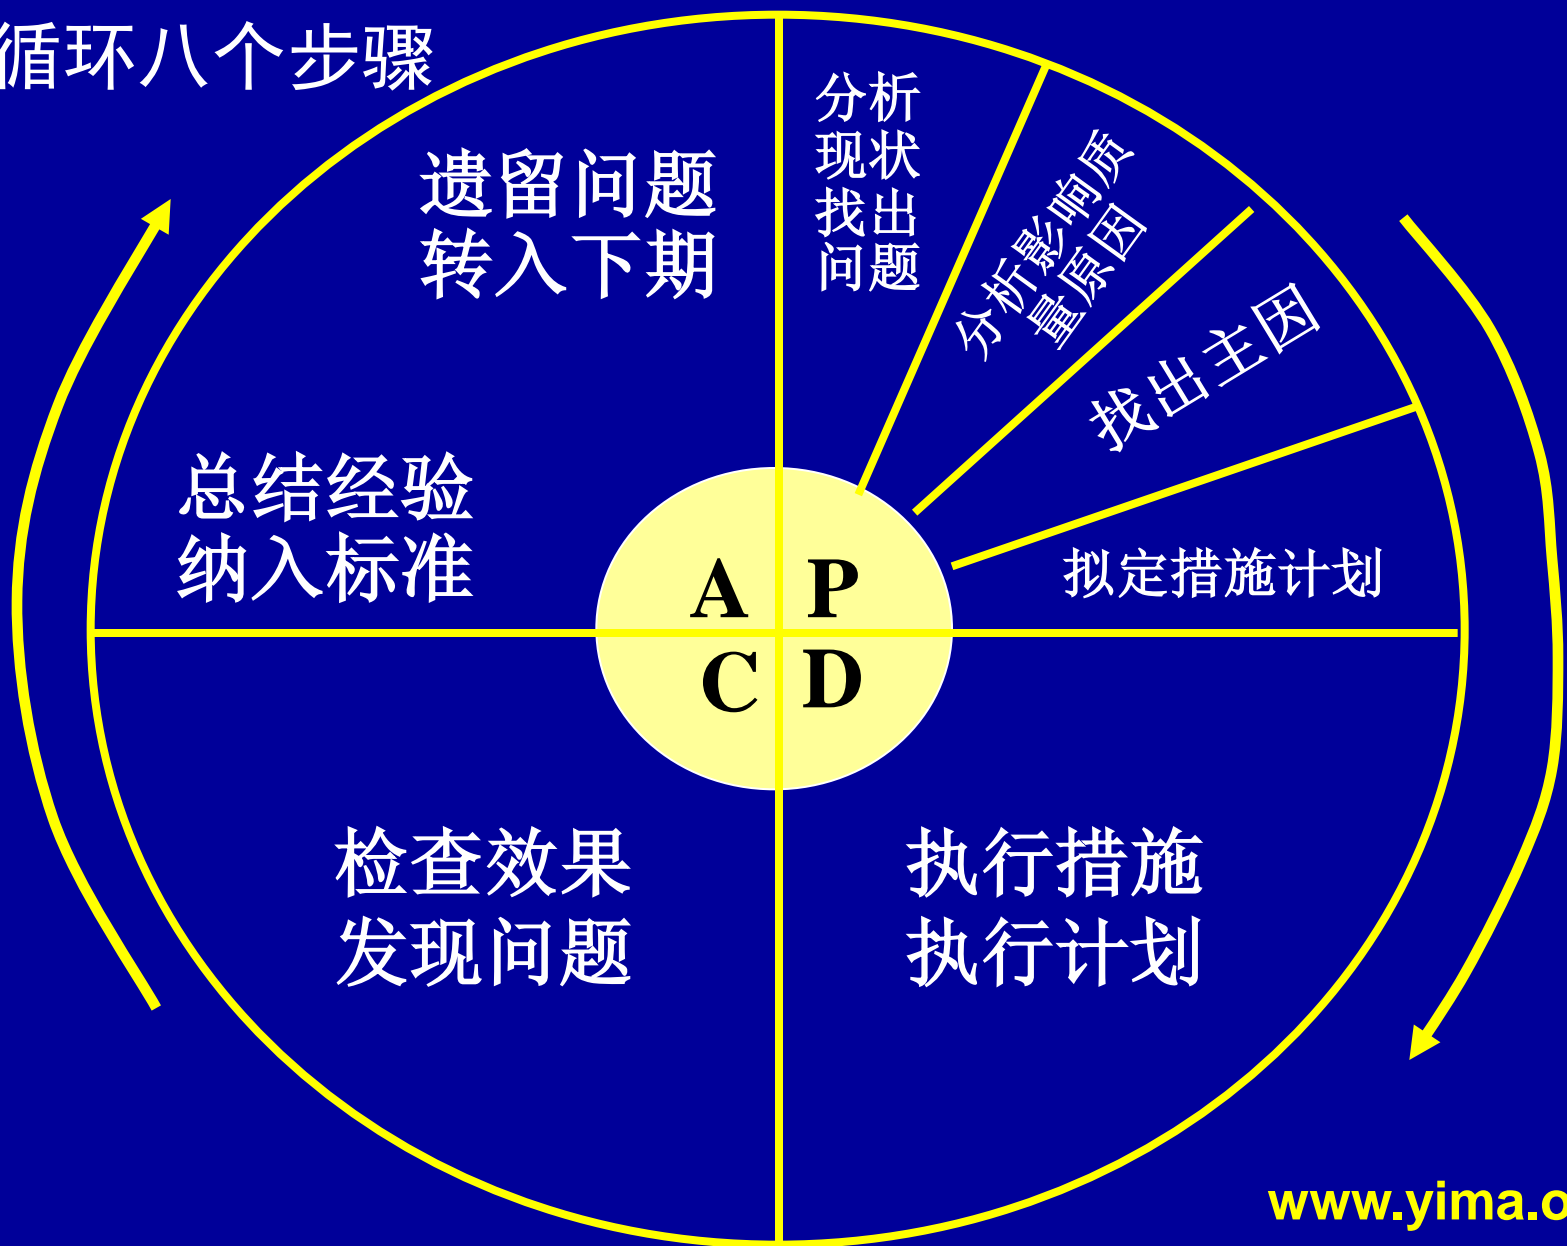 循环八个步骤
遗留问题
转入下期
分析
现状
找出
问题
分析影响质
量原因
找出主因
拟定措施计划
总结经验
纳入标准
A P
C D
检查效果
发现问题
执行措施
执行计划
www.yima.o